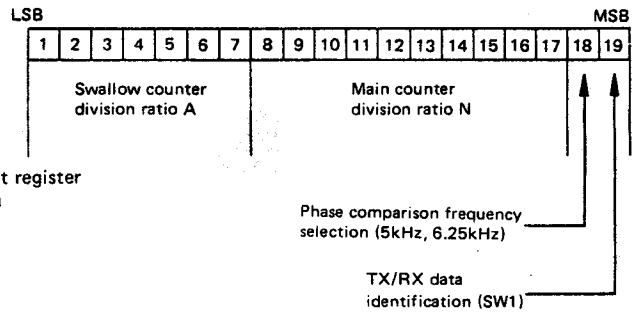 LSB MSB
1 2 3 4 5 6 7 8 9 10 11 12 13 14 15 16 17 18 19
Swallow counter
division ratio A
Main counter
division ratio N
t register
Phase comparison frequency
selection (5kHz, 6.25kHz)
TX/RX data
identification (SW1)